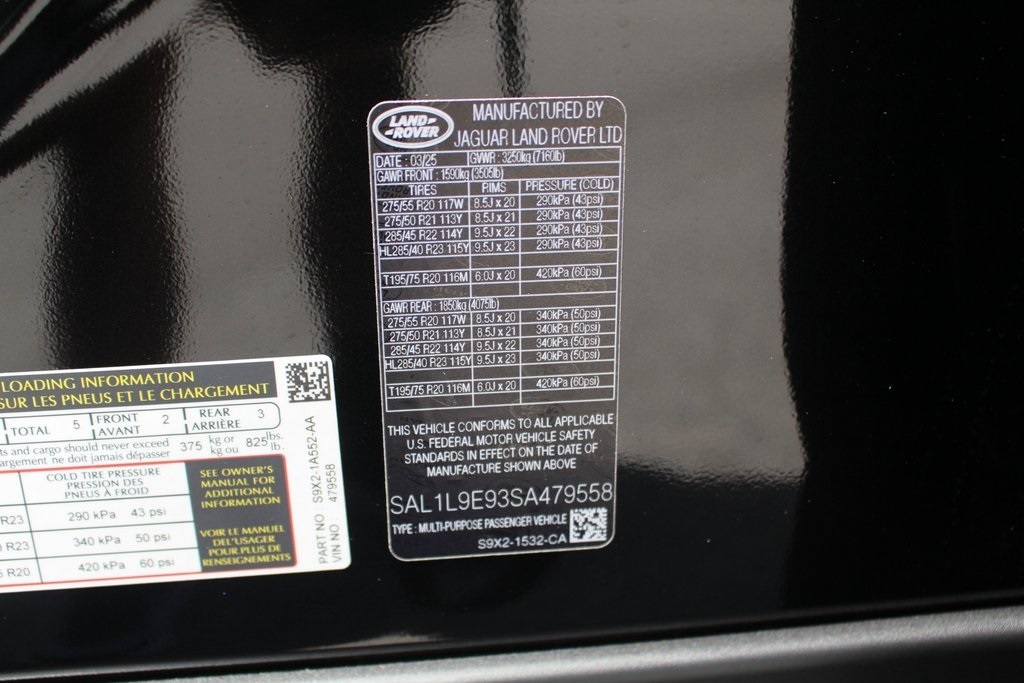 LAND-
-ROVER
MANUFACTURED BY
JAGUAR LAND ROVER LTD
DATE : 03/25 GVWR : 3250kg (7160lb)
GAWR FRONT : 1590kg (3505lb)
TIRES RIMS PRESSURE (COLD)
275/55 R20 117W 8.5J x 20 290kPa (43psi)
275/50 R21 113Y 8.5J x 21 290kPa (43psi)
285/45 R22 114Y 9.5J x 22 290kPa (43psi)
HL285/40 R23 115Y 9.5J x 23 290kPa (43psi)
T195/75 R20 116M 6.0J x 20 420kPa (60psi)
GAWR REAR : 1850kg (4075lb)
275/55 R20 117W 8.5J x 20 340kPa (50psi)
275/50 R21 113Y 8.5J x 21 340kPa (50psi)
285/45 R22 114Y 9.5J x 22 340kPa (50psi)
HL285/40 R23 115Y 9.5J x 23 340kPa (50psi)
T195/75 R20 116M 6.0J x 20 420kPa (60psi)
THIS VEHICLE CONFORMS TO ALL APPLICABLE
U.S. FEDERAL MOTOR VEHICLE SAFETY
STANDARDS IN EFFECT ON THE DATE OF
MANUFACTURE SHOWN ABOVE
SAL1L9E93SA479558
TYPE : MULTI-PURPOSE PASSENGER VEHICLE
S9X2-1532-CA
LOADING INFORMATION
SUR LES PNEUS ET LE CHARGEMENT
TOTAL 5 FRONT AVANT 2 REAR ARRIÈRE 3
ts and cargo should never exceed 375 kg or 825 lbs.
argement ne doit jamais dépasser kg ou lb.
COLD TIRE PRESSURE
PRESSION DES
PNEUS À FROID
R23 290 kPa 43 psi
R23 340 kPa 50 psi
R20 420 kPa 60 psi
SEE OWNER'S
MANUAL FOR
ADDITIONAL
INFORMATION
VOIR LE MANUEL
DE L'USAGER
POUR PLUS DE
RENSEIGNEMENTS
PART NO S9X2-1A552-AA
VIN NO 479558